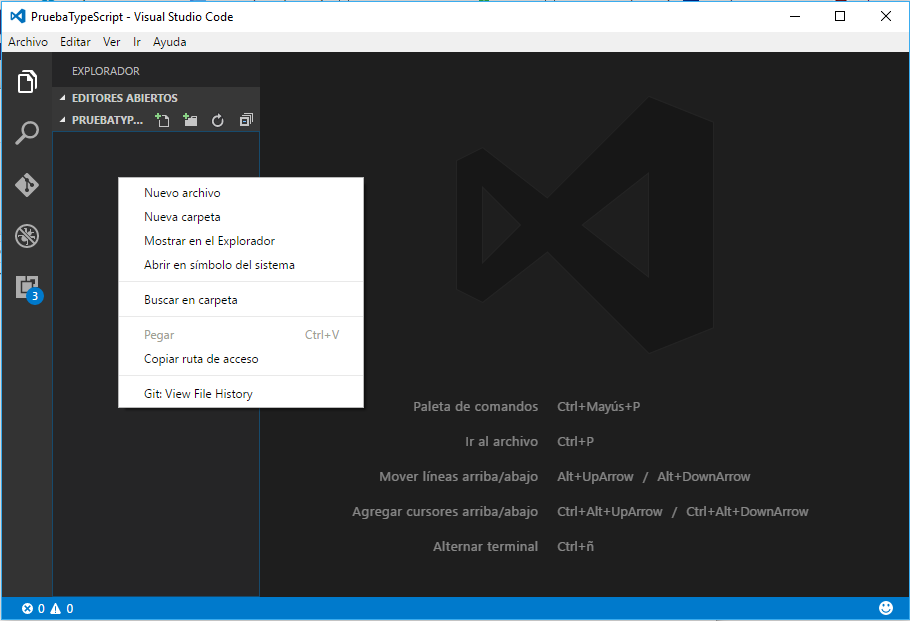 PruebaTypeScript - Visual Studio Code
Archivo Editar Ver Ir Ayuda
EXPLORADOR
EDITORES ABIERTOS
PRUEBATYP...
Nuevo archivo
Nueva carpeta
Mostrar en el Explorador
Abrir en símbolo del sistema
Buscar en carpeta
Pegar Ctrl+V
Copiar ruta de acceso
Git: View File History
3
Paleta de comandos Ctrl+Mayús+P
Ir al archivo Ctrl+P
Mover líneas arriba/abajo Alt+UpArrow / Alt+DownArrow
Agregar cursores arriba/abajo Ctrl+Alt+UpArrow / Ctrl+Alt+DownArrow
Alternar terminal Ctrl+ñ
0 0